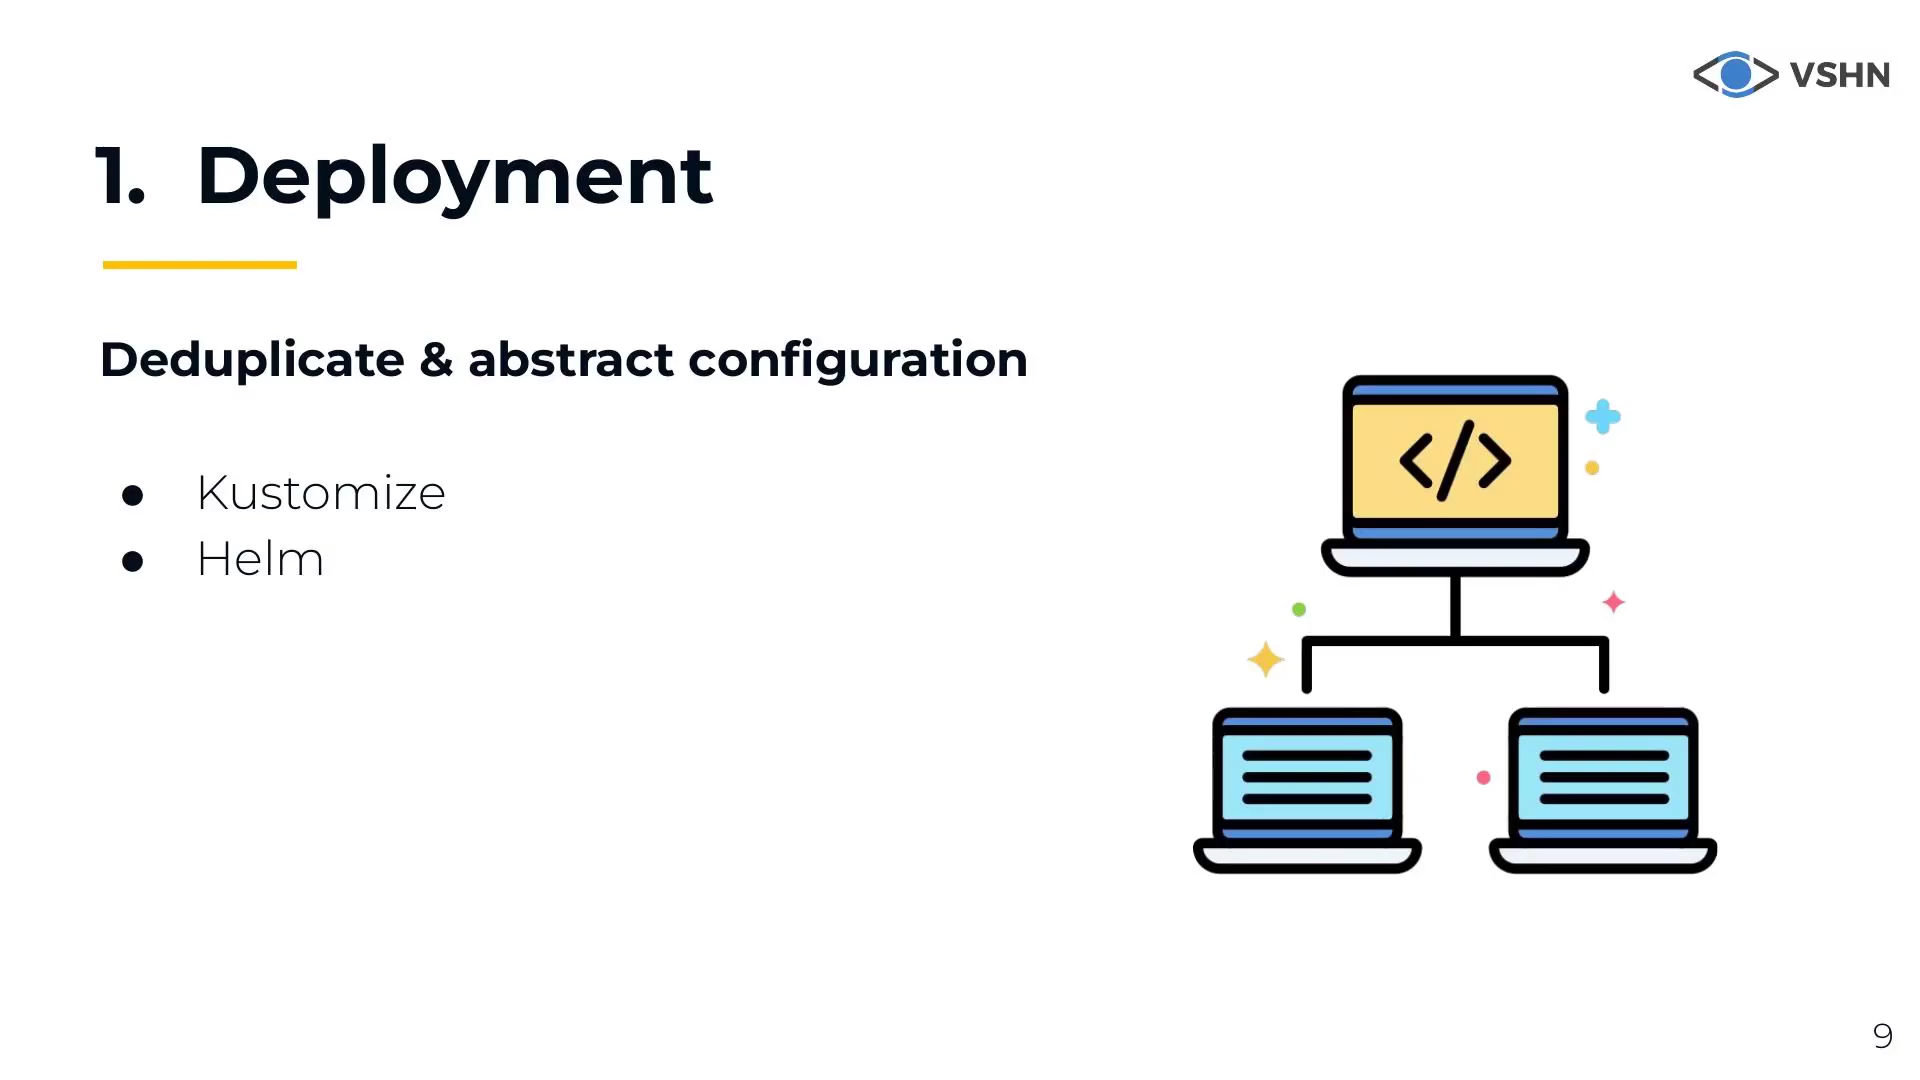 VSHN
1. Deployment
Deduplicate & abstract configuration
● Kustomize
● Helm
</>
9